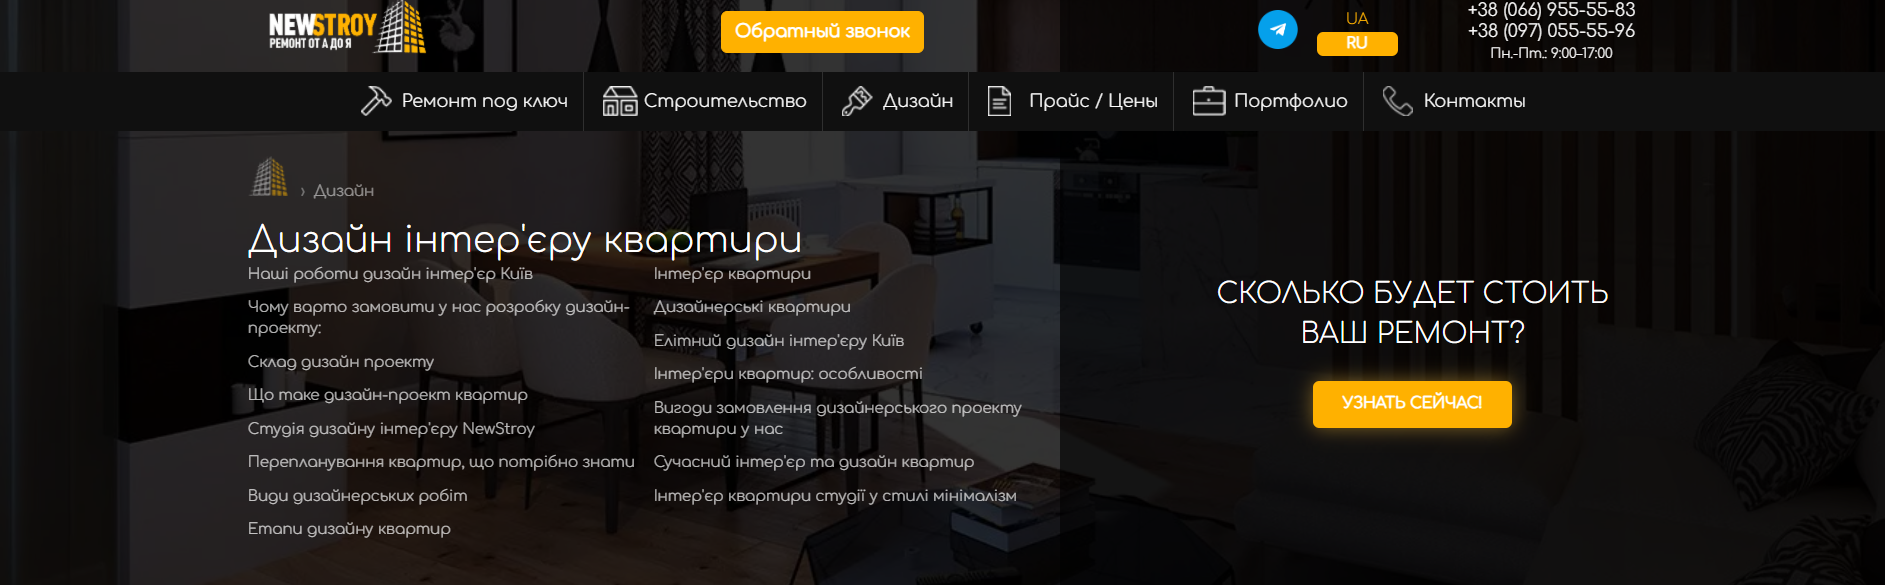 NEWSTROY
РЕМОНТ ОТ А ДО Я
Обратный звонок
UA
RU
+38 (066) 955-55-83
+38 (097) 055-55-96
Пн.-Пт.: 9:00-17:00
Ремонт под ключ
Строительство
Дизайн
Прайс / Цены
Портфолио
Контакты
› Дизайн
Дизайн інтер'єру квартири
Наші роботи дизайн інтер'єр Київ
Чому варто замовити у нас розробку дизайн-
проекту:
Склад дизайн проекту
Що таке дизайн-проект квартир
Студія дизайну інтер'єру NewStroy
Перепланування квартир, що потрібно знати
Види дизайнерських робіт
Етапи дизайну квартир
Інтер'єр квартири
Дизайнерські квартири
Елітний дизайн інтер'єру Київ
Інтер'єри квартир: особливості
Вигоди замовлення дизайнерського проекту
квартири у нас
Сучасний інтер'єр та дизайн квартир
Інтер'єр квартири студії у стилі мінімалізм
СКОЛЬКО БУДЕТ СТОИТЬ
ВАШ РЕМОНТ?
УЗНАТЬ СЕЙЧАС!